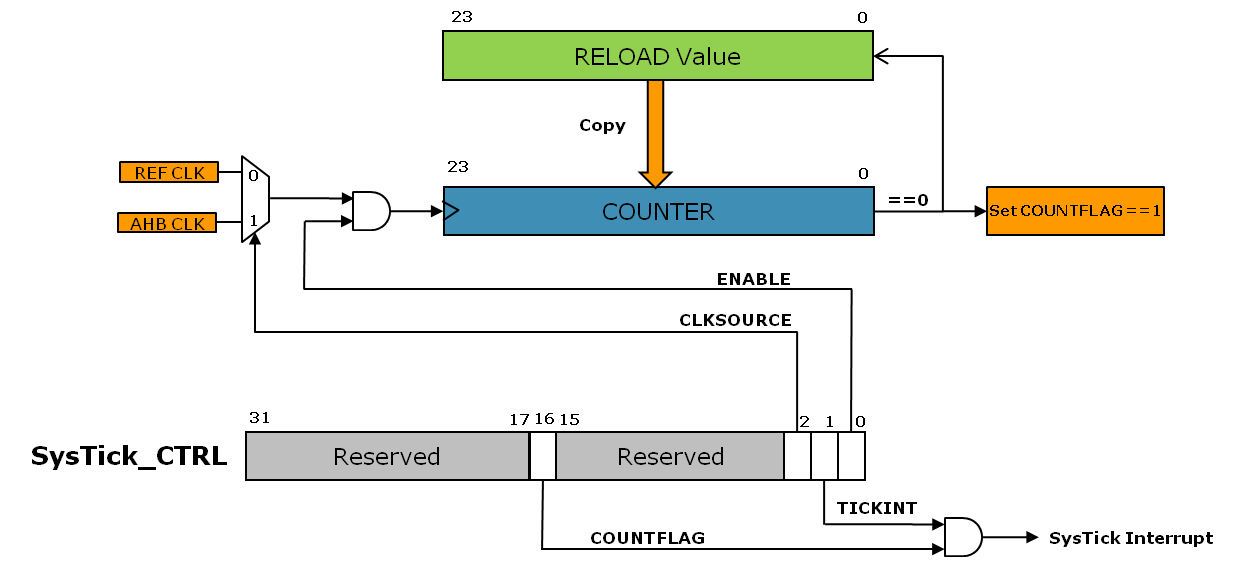 23 0
RELOAD Value
Copy
23 0
REF CLK
0
COUNTER
==0
Set COUNTFLAG ==1
AHB CLK
1
ENABLE
CLKSOURCE
31 17 16 15 2 1 0
SysTick_CTRL
Reserved
Reserved
TICKINT
COUNTFLAG
SysTick Interrupt